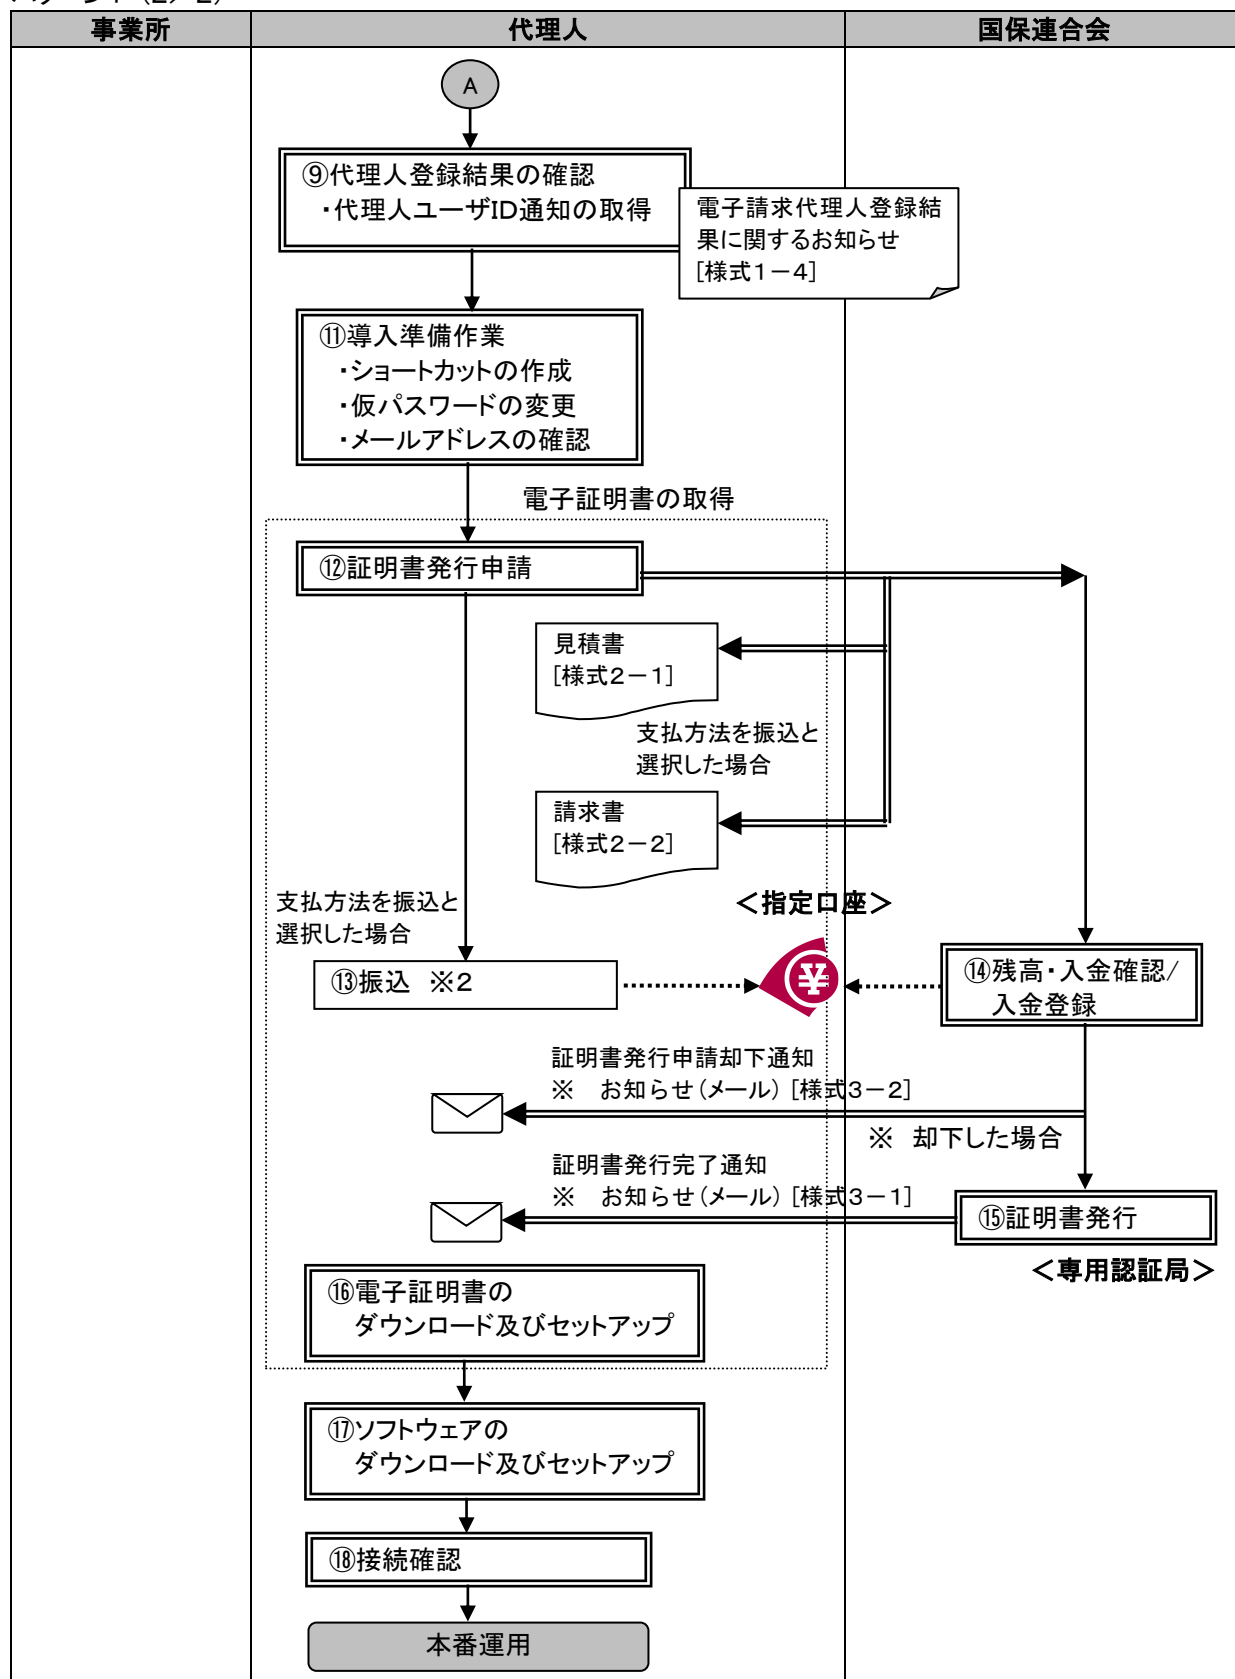 事業所
代理人
国保連合会
A
⑨代理人登録結果の確認
・代理人ユーザID通知の取得
電子請求代理人登録結
果に関するお知らせ
[様式1－4]
⑪導入準備作業
・ショートカットの作成
・仮パスワードの変更
・メールアドレスの確認
電子証明書の取得
⑫証明書発行申請
見積書
[様式2－1]
支払方法を振込と
選択した場合
請求書
[様式2－2]
支払方法を振込と
選択した場合
＜指定口座＞
⑬振込 ※2
¥
⑭残高・入金確認/
入金登録
証明書発行申請却下通知
※ お知らせ(メール) [様式3－2]
※ 却下した場合
証明書発行完了通知
※ お知らせ(メール) [様式3－1]
⑮証明書発行
＜専用認証局＞
⑯電子証明書の
ダウンロード及びセットアップ
⑰ソフトウェアの
ダウンロード及びセットアップ
⑱接続確認
本番運用